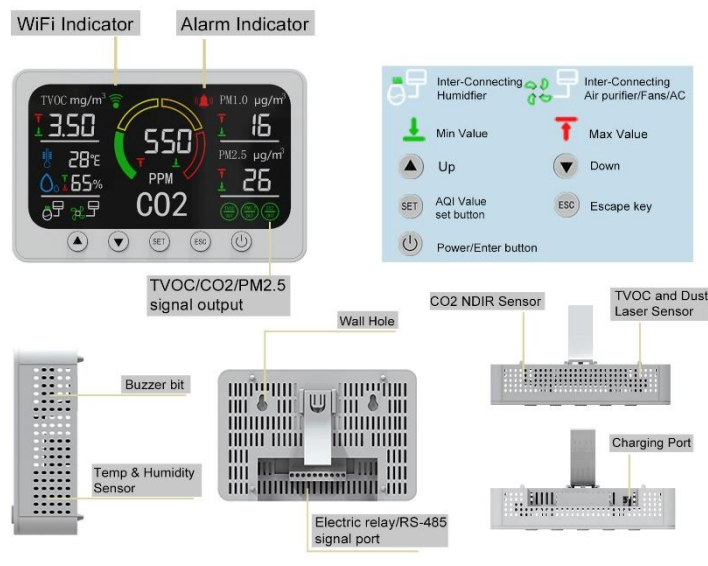 WiFi Indicator
Alarm Indicator
TVOC mg/m³
3.50
28℃
65%
550
PPM
CO2
PM1.0 µg/m³
16
PM2.5 µg/m³
26
SET
ESC
TVOC/CO2/PM2.5
signal output
Inter-Connecting
Humidfier
Inter-Connecting
Air purifier/Fans/AC
Min Value
Max Value
Up
Down
SET
AQI Value
set button
ESC
Escape key
Power/Enter button
Buzzer bit
Temp & Humidity
Sensor
Wall Hole
Electric relay/RS-485
signal port
CO2 NDIR Sensor
TVOC and Dust
Laser Sensor
Charging Port